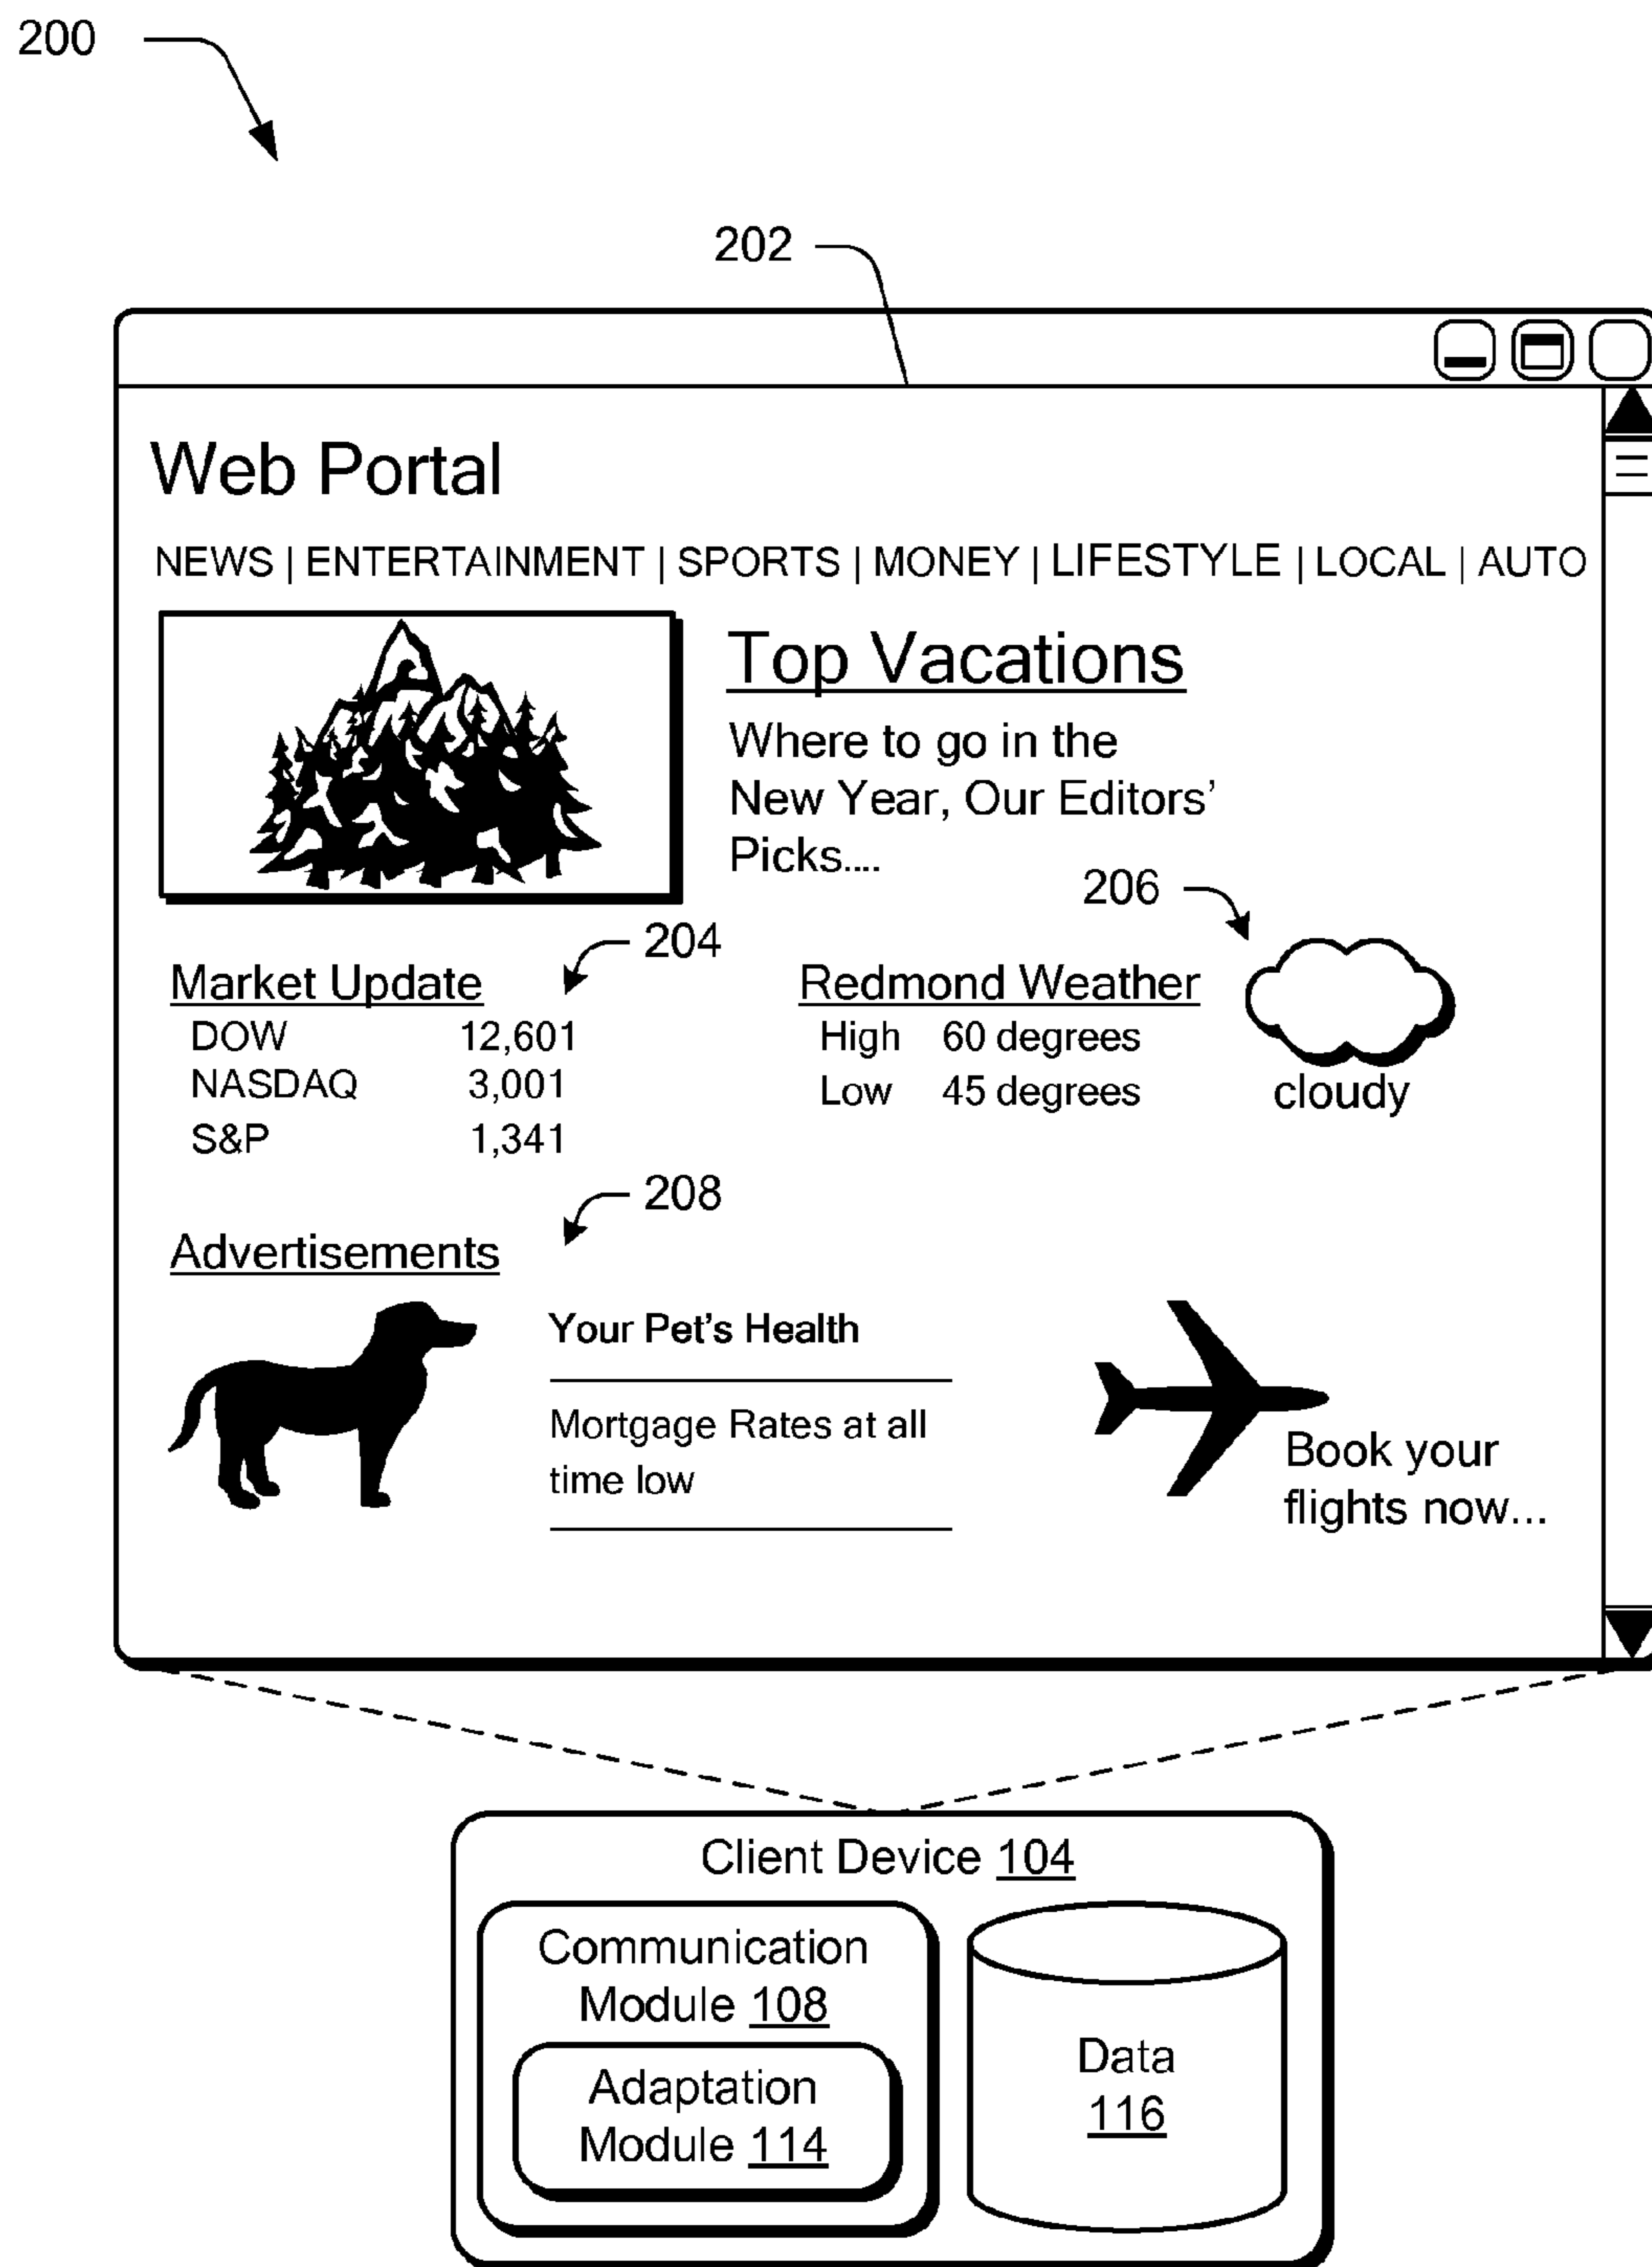 200
202
Web Portal
NEWS | ENTERTAINMENT | SPORTS | MONEY | LIFESTYLE | LOCAL | AUTO
Top Vacations
Where to go in the
New Year, Our Editors'
Picks....
206
204
Market Update
DOW 12,601
NASDAQ 3,001
S&P 1,341
Redmond Weather
High 60 degrees
Low 45 degrees
cloudy
208
Advertisements
Your Pet's Health
Mortgage Rates at all
time low
Book your
flights now...
Client Device 104
Communication
Module 108
Adaptation
Module 114
Data
116